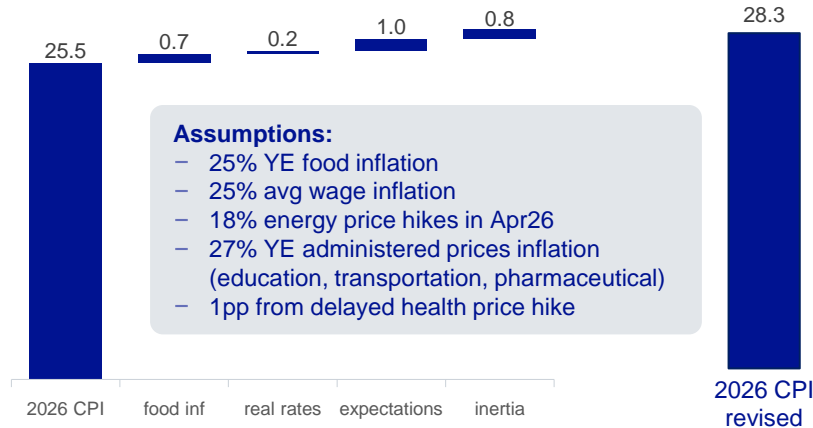 25.5
0.7
0.2
1.0
0.8
28.3
Assumptions:
− 25% YE food inflation
− 25% avg wage inflation
− 18% energy price hikes in Apr26
− 27% YE administered prices inflation
(education, transportation, pharmaceutical)
− 1pp from delayed health price hike
2026 CPI
food inf
real rates
expectations
inertia
2026 CPI
revised